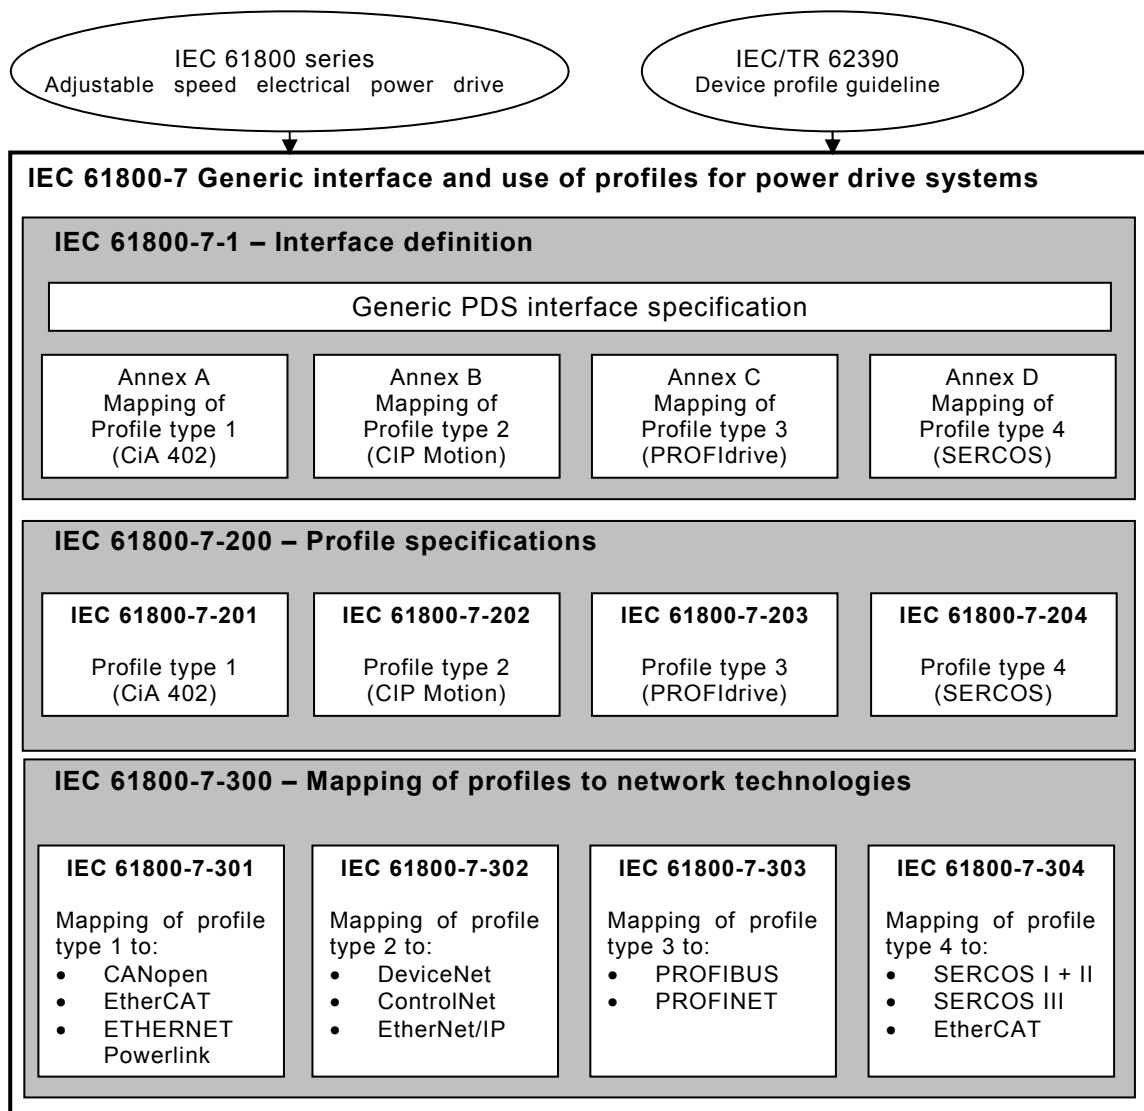 IEC 61800 series
Adjustable speed electrical power drive
IEC/TR 62390
Device profile guideline
IEC 61800-7 Generic interface and use of profiles for power drive systems
IEC 61800-7-1 – Interface definition
Generic PDS interface specification
Annex A
Mapping of
Profile type 1
(CiA 402)
Annex B
Mapping of
Profile type 2
(CIP Motion)
Annex C
Mapping of
Profile type 3
(PROFIdrive)
Annex D
Mapping of
Profile type 4
(SERCOS)
IEC 61800-7-200 – Profile specifications
IEC 61800-7-201
Profile type 1
(CiA 402)
IEC 61800-7-202
Profile type 2
(CIP Motion)
IEC 61800-7-203
Profile type 3
(PROFIdrive)
IEC 61800-7-204
Profile type 4
(SERCOS)
IEC 61800-7-300 – Mapping of profiles to network technologies
IEC 61800-7-301
Mapping of profile
type 1 to:
• CANopen
• EtherCAT
• ETHERNET
Powerlink
IEC 61800-7-302
Mapping of profile
type 2 to:
• DeviceNet
• ControlNet
• EtherNet/IP
IEC 61800-7-303
Mapping of profile
type 3 to:
• PROFIBUS
• PROFINET
IEC 61800-7-304
Mapping of profile
type 4 to:
• SERCOS I + II
• SERCOS III
• EtherCAT